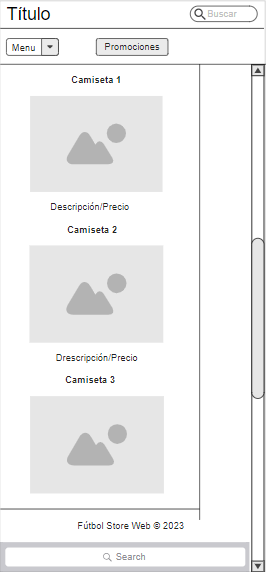 Título
Buscar
Menu
Promociones
Camiseta 1
Descripción/Precio
Camiseta 2
Drescripción/Precio
Camiseta 3
Fútbol Store Web © 2023
Search